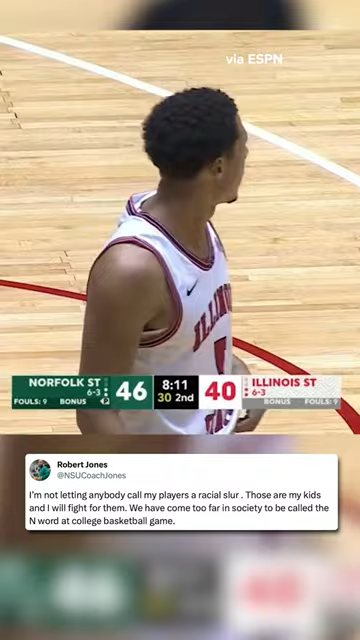 via ESPN
ILLINOIS
NORFOLK ST 46 8:11 40 ILLINOIS ST
6-3 30 2nd 6-3
FOULS: 9 BONUS BONUS FOULS: 9
Robert Jones
@NSUCoachJones
I'm not letting anybody call my players a racial slur . Those are my kids
and I will fight for them. We have come too far in society to be called the
N word at college basketball game.